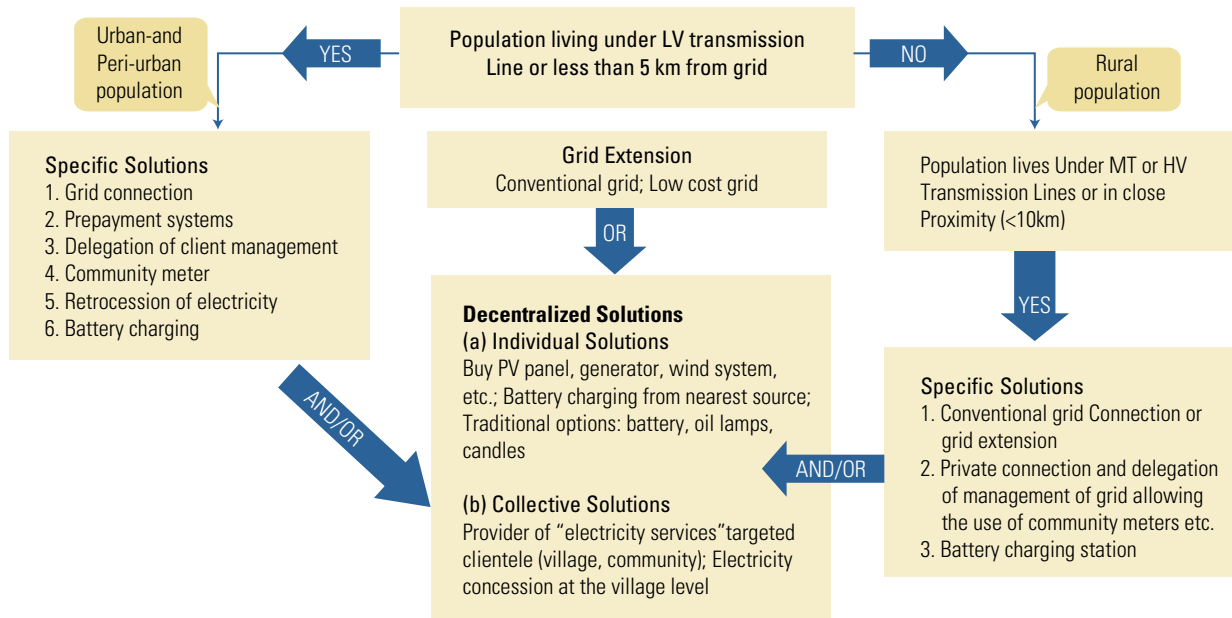 Urban-and
Peri-urban
population
YES
Population living under LV transmission
Line or less than 5 km from grid
NO
Rural
population
Specific Solutions
1. Grid connection
2. Prepayment systems
3. Delegation of client management
4. Community meter
5. Retrocession of electricity
6. Battery charging
Grid Extension
Conventional grid; Low cost grid
OR
Population lives Under MT or HV
Transmission Lines or in close
Proximity (<10km)
YES
AND/OR
Decentralized Solutions
(a) Individual Solutions
Buy PV panel, generator, wind system,
etc.; Battery charging from nearest source;
Traditional options: battery, oil lamps,
candles
(b) Collective Solutions
Provider of “electricity services”targeted
clientele (village, community); Electricity
concession at the village level
AND/OR
Specific Solutions
1. Conventional grid Connection or
grid extension
2. Private connection and delegation
of management of grid allowing
the use of community meters etc.
3. Battery charging station